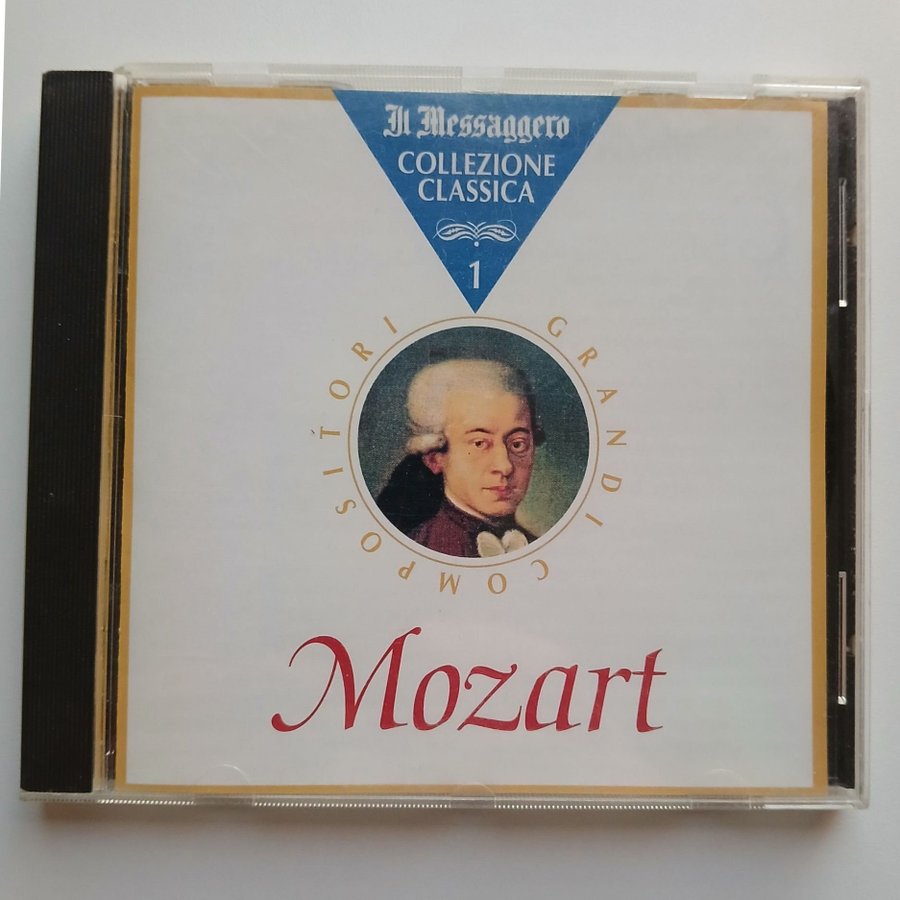 Il Messaggero
COLLEZIONE
CLASSICA
1
GRANDI COMPOSITORI
Mozart